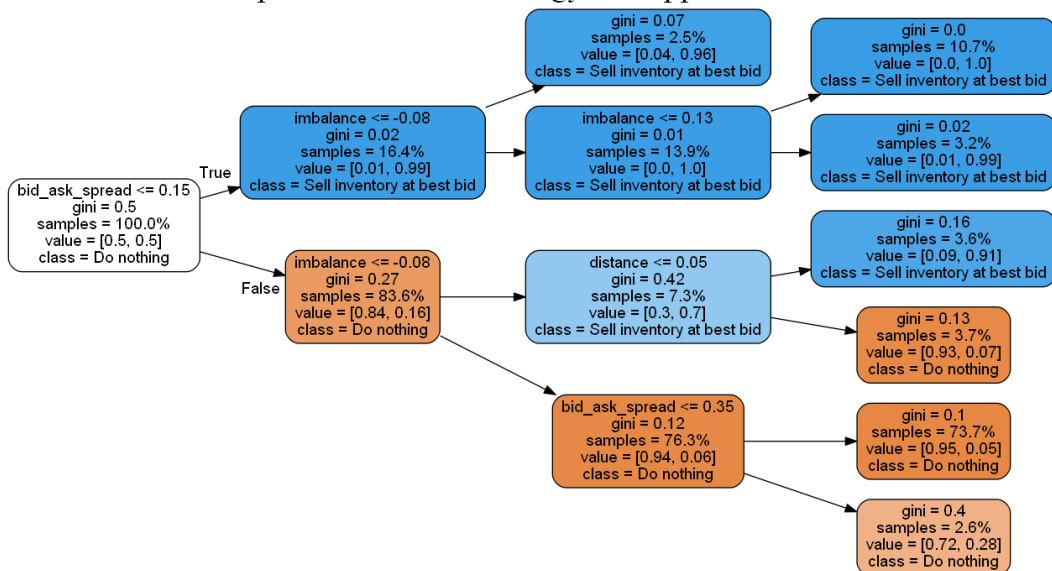 bid_ask_spread <= 0.15
gini = 0.5
samples = 100.0%
value = [0.5, 0.5]
class = Do nothing
True
False
imbalance <= -0.08
gini = 0.02
samples = 16.4%
value = [0.01, 0.99]
class = Sell inventory at best bid
gini = 0.07
samples = 2.5%
value = [0.04, 0.96]
class = Sell inventory at best bid
imbalance <= 0.13
gini = 0.01
samples = 13.9%
value = [0.0, 1.0]
class = Sell inventory at best bid
gini = 0.0
samples = 10.7%
value = [0.0, 1.0]
class = Sell inventory at best bid
gini = 0.02
samples = 3.2%
value = [0.01, 0.99]
class = Sell inventory at best bid
imbalance <= -0.08
gini = 0.27
samples = 83.6%
value = [0.84, 0.16]
class = Do nothing
distance <= 0.05
gini = 0.42
samples = 7.3%
value = [0.3, 0.7]
class = Sell inventory at best bid
gini = 0.16
samples = 3.6%
value = [0.09, 0.91]
class = Sell inventory at best bid
gini = 0.13
samples = 3.7%
value = [0.93, 0.07]
class = Do nothing
bid_ask_spread <= 0.35
gini = 0.12
samples = 76.3%
value = [0.94, 0.06]
class = Do nothing
gini = 0.1
samples = 73.7%
value = [0.95, 0.05]
class = Do nothing
gini = 0.4
samples = 2.6%
value = [0.72, 0.28]
class = Do nothing